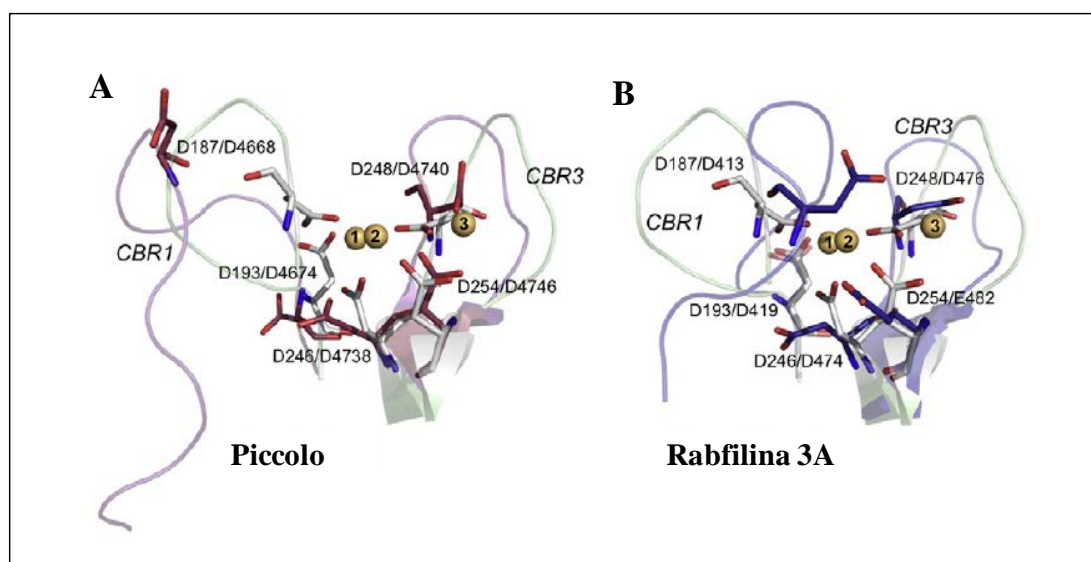 A
D187/D4668
D248/D4740
CBR3
CBR1
1
2
3
D193/D4674
D254/D4746
D246/D4738
Piccolo
B
CBR3
D187/D413
D248/D476
CBR1
1
2
3
D193/D419
D254/E482
D246/D474
Rabfilina 3A